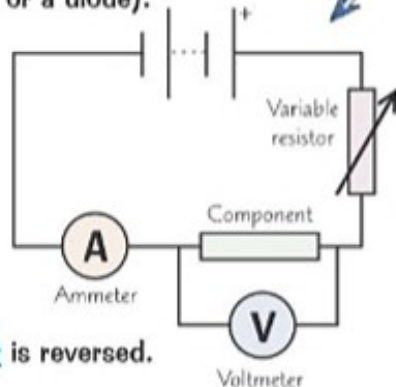 or a diode).
+
Variable
resistor
Component
A
Ammeter
V
is reversed.
Voltmeter